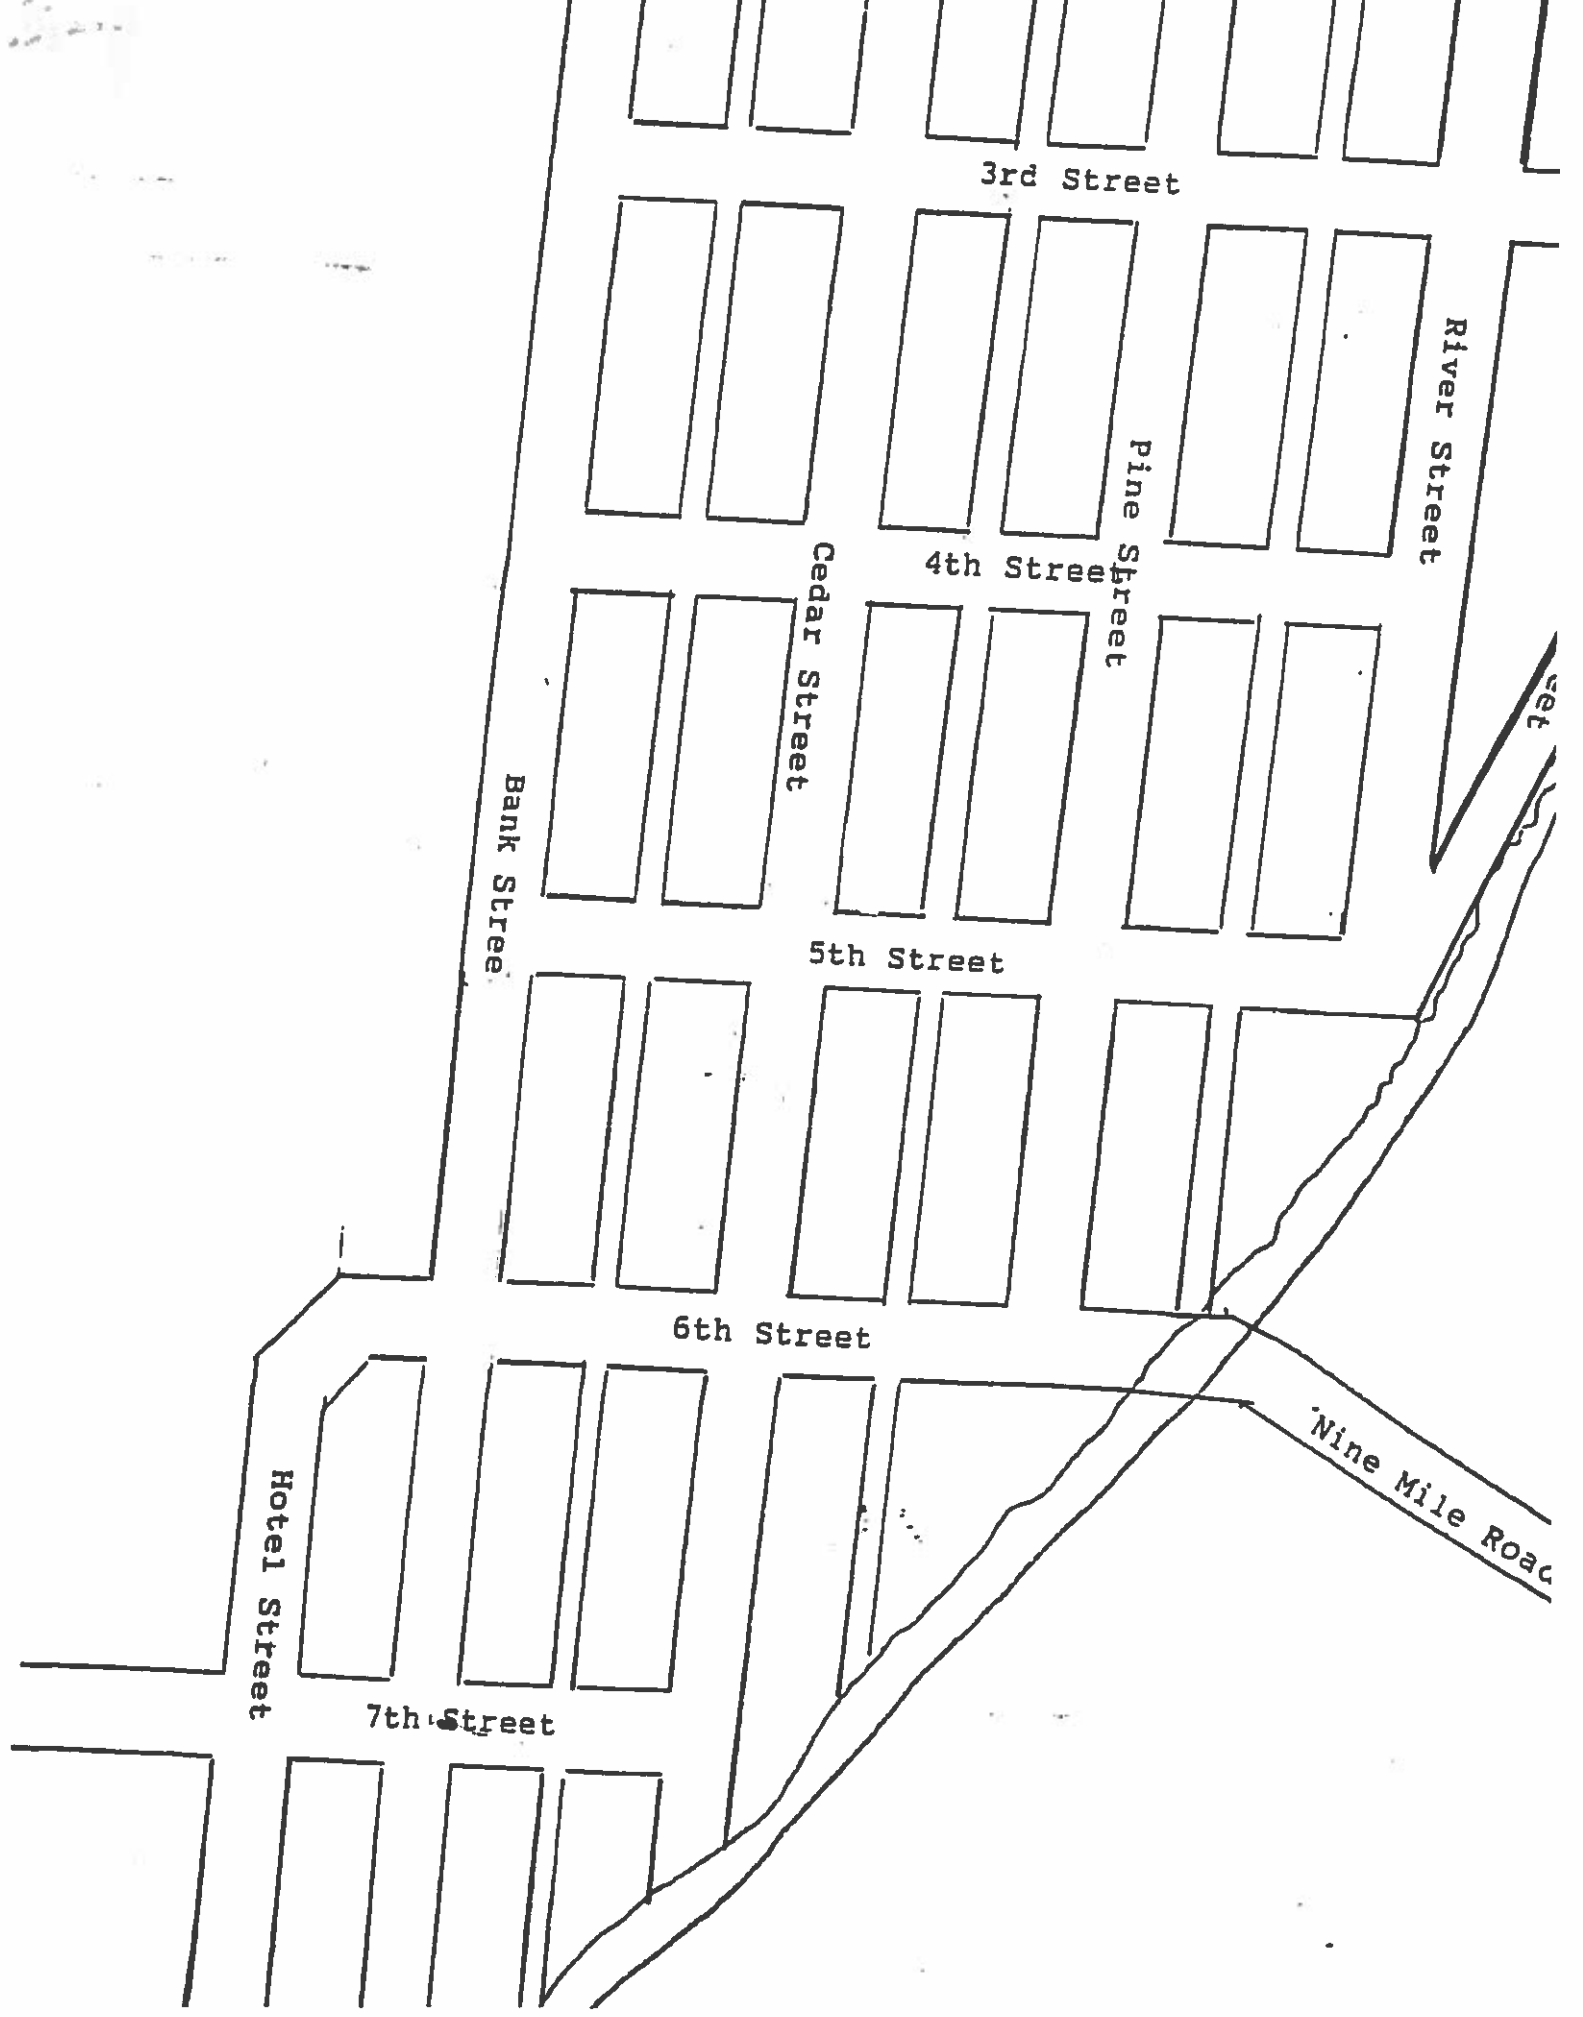 3rd Street
River Street
Pine Street
4th Street
Cedar Street
eet
Bank Stree
5th Street
6th Street
Nine Mile Road
Hotel Street
7th Street